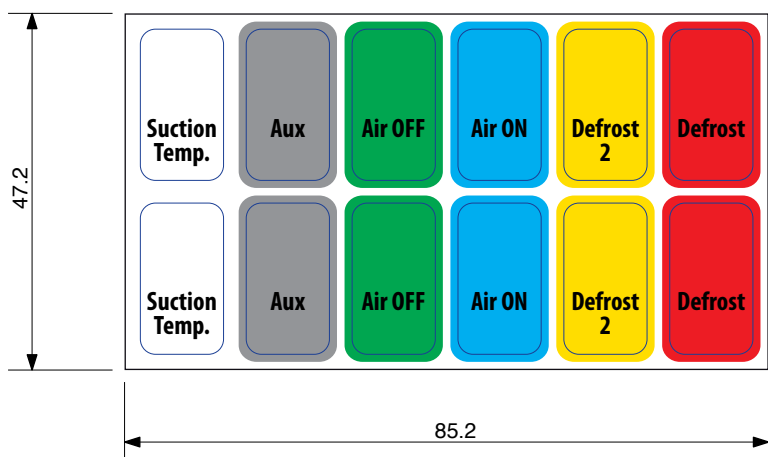 Suction
Temp.
Aux
Air OFF
Air ON
Defrost
2
Defrost
47.2
Suction
Temp.
Aux
Air OFF
Air ON
Defrost
2
Defrost
85.2